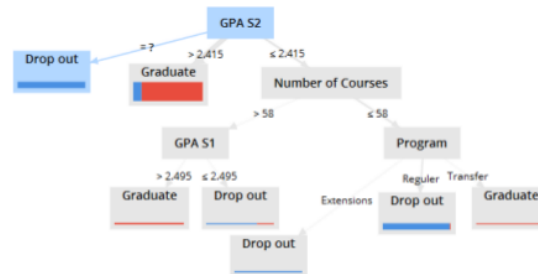 GPA S2
= ?
> 2.415
≤ 2.415
Drop out
Graduate
Number of Courses
> 58
≤ 58
GPA S1
Program
> 2.495
≤ 2.495
Extensions
Reguler
Transfer
Graduate
Drop out
Drop out
Graduate
Drop out